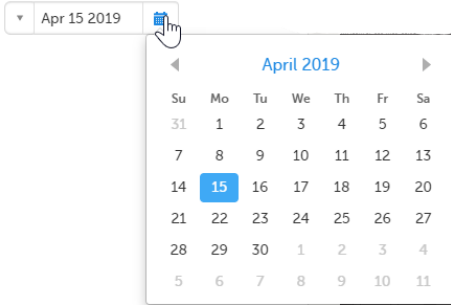 Apr 15 2019
April 2019
Su Mo Tu We Th Fr Sa
31 1 2 3 4 5 6
7 8 9 10 11 12 13
14 15 16 17 18 19 20
21 22 23 24 25 26 27
28 29 30 1 2 3 4
5 6 7 8 9 10 11